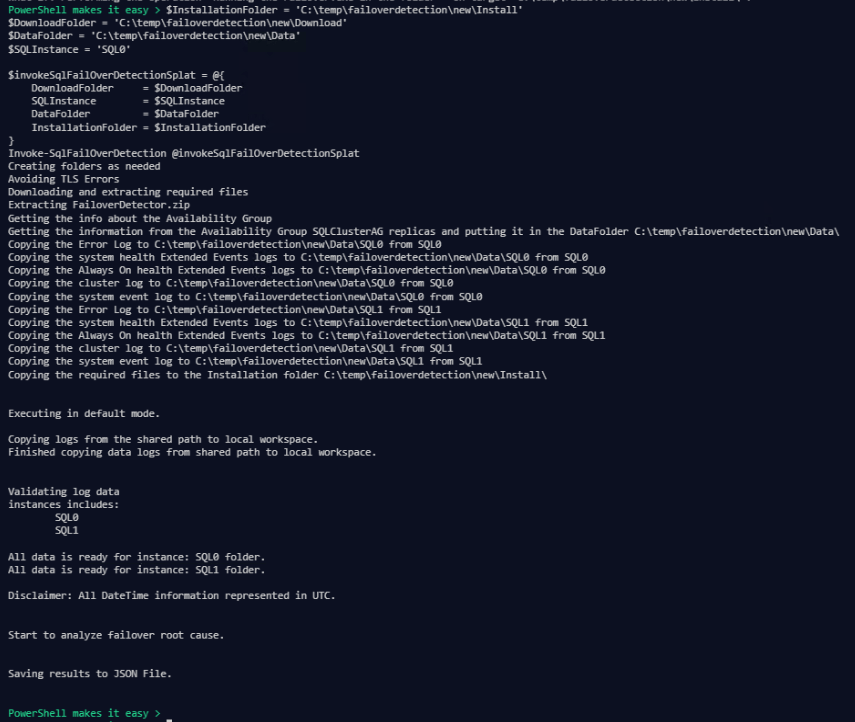 PowerShell makes it easy > $InstallationFolder = 'C:\temp\failoverdetection\new\Install'
$DownloadFolder = 'C:\temp\failoverdetection\new\Download'
$DataFolder = 'C:\temp\failoverdetection\new\Data'
$SQLInstance = 'SQL0'
$invokeSqlFailOverDetectionSplat = @{
    DownloadFolder     = $DownloadFolder
    SQLInstance        = $SQLInstance
    DataFolder         = $DataFolder
    InstallationFolder = $InstallationFolder
}
Invoke-SqlFailOverDetection @invokeSqlFailOverDetectionSplat
Creating folders as needed
Avoiding TLS Errors
Downloading and extracting required files
Extracting FailoverDetector.zip
Getting the info about the Availability Group
Getting the information from the Availability Group SQLClusterAG replicas and putting it in the DataFolder C:\temp\failoverdetection\new\Data\
Copying the Error Log to C:\temp\failoverdetection\new\Data\SQL0 from SQL0
Copying the system health Extended Events logs to C:\temp\failoverdetection\new\Data\SQL0 from SQL0
Copying the Always On health Extended Events logs to C:\temp\failoverdetection\new\Data\SQL0 from SQL0
Copying the cluster log to C:\temp\failoverdetection\new\Data\SQL0 from SQL0
Copying the system event log to C:\temp\failoverdetection\new\Data\SQL0 from SQL0
Copying the Error Log to C:\temp\failoverdetection\new\Data\SQL1 from SQL1
Copying the system health Extended Events logs to C:\temp\failoverdetection\new\Data\SQL1 from SQL1
Copying the Always On health Extended Events logs to C:\temp\failoverdetection\new\Data\SQL1 from SQL1
Copying the cluster log to C:\temp\failoverdetection\new\Data\SQL1 from SQL1
Copying the system event log to C:\temp\failoverdetection\new\Data\SQL1 from SQL1
Copying the required files to the Installation folder C:\temp\failoverdetection\new\Install\
Executing in default mode.
Copying logs from the shared path to local workspace.
Finished copying data logs from shared path to local workspace.
Validating log data
instances includes:
        SQL0
        SQL1
All data is ready for instance: SQL0 folder.
All data is ready for instance: SQL1 folder.
Disclaimer: All DateTime information represented in UTC.
Start to analyze failover root cause.
Saving results to JSON File.
PowerShell makes it easy >